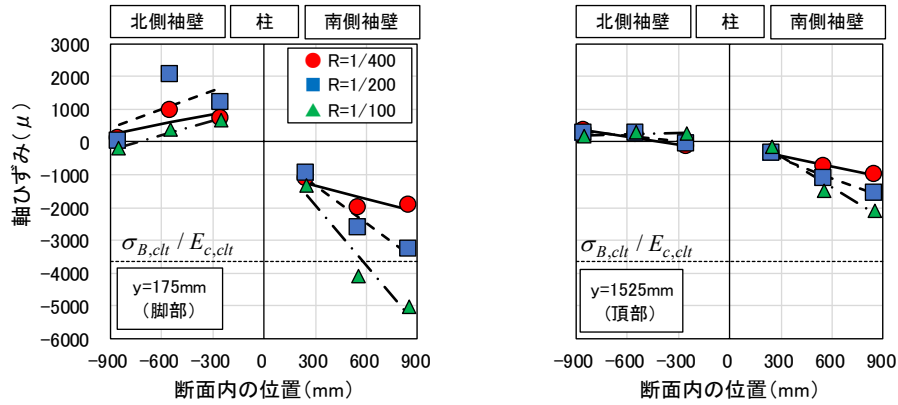 北側袖壁 柱 南側袖壁
3000
2000
1000
0
-1000
-2000
-3000
-4000
-5000
-6000
軸ひずみ(μ)
R=1/400
R=1/200
R=1/100
σB,clt / Ec,clt
y=175mm
(脚部)
-900 -600 -300 0 300 600 900
断面内の位置(mm)
北側袖壁 柱 南側袖壁
σB,clt / Ec,clt
y=1525mm
(頂部)
-900 -600 -300 0 300 600 900
断面内の位置(mm)